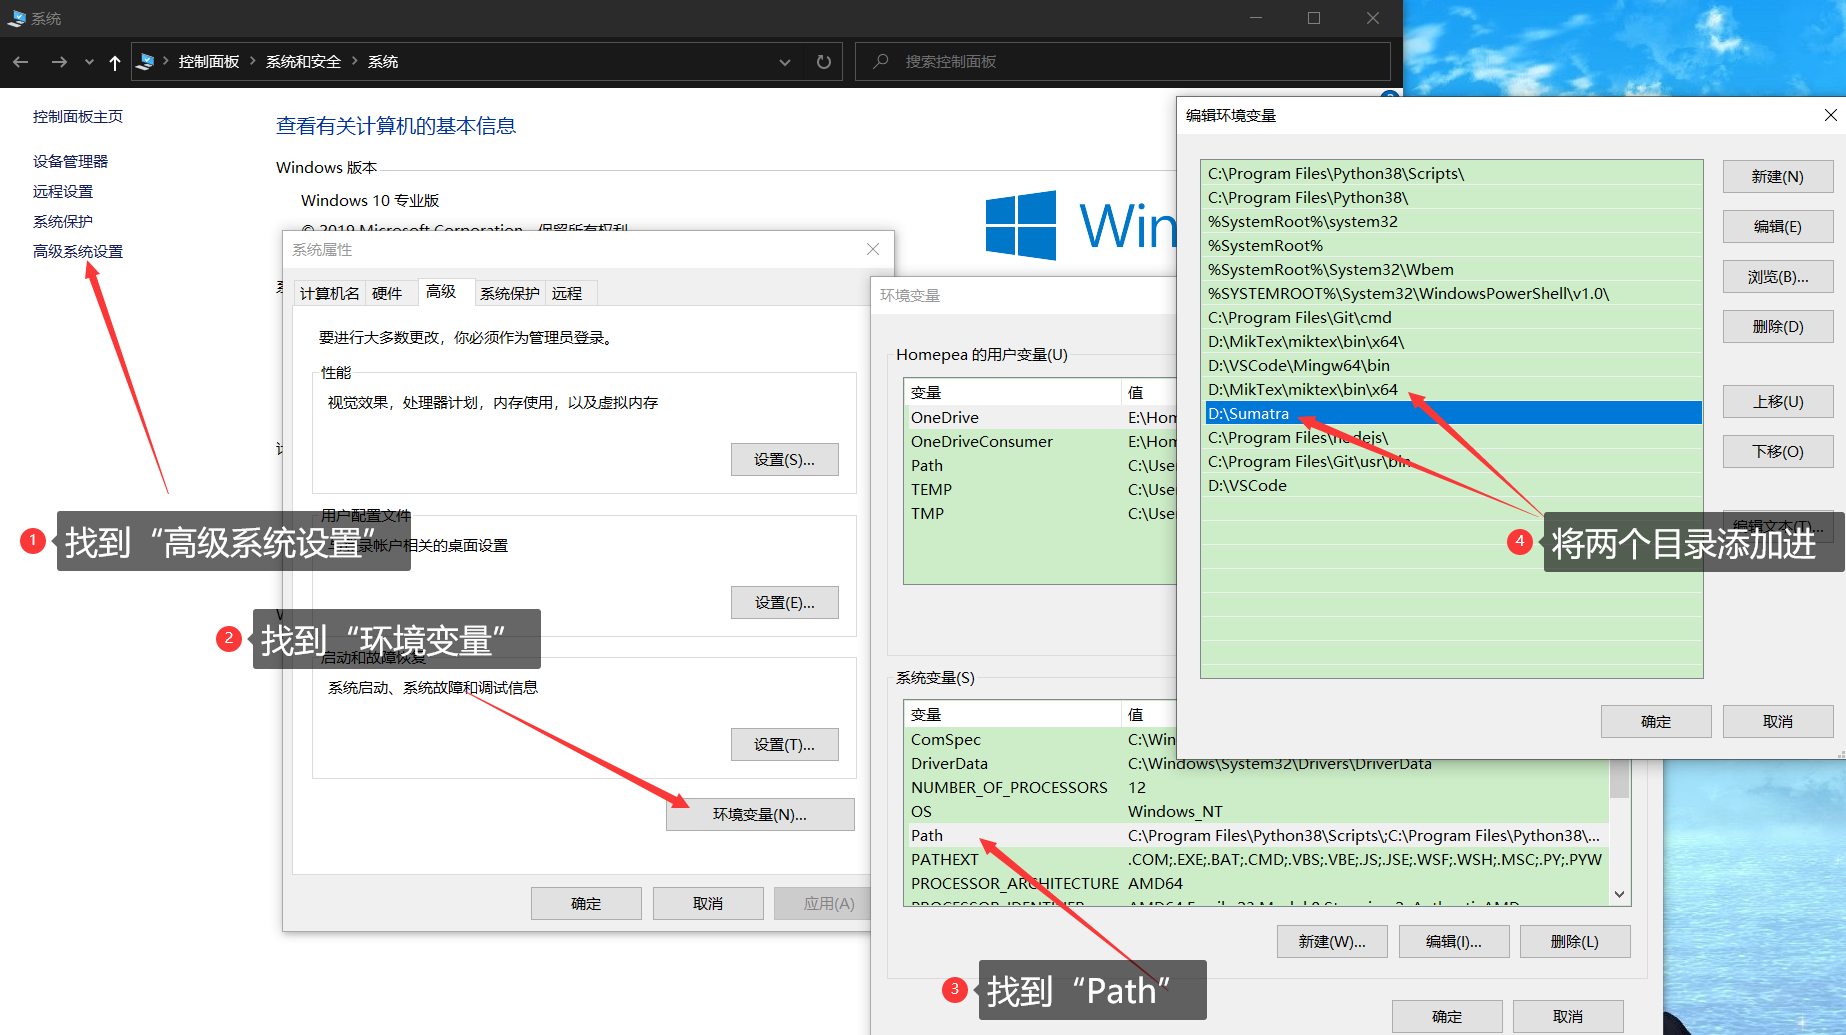 系统
控制面板 系统和安全 系统
搜索控制面板
控制面板主页
设备管理器
远程设置
系统保护
高级系统设置
查看有关计算机的基本信息
Windows 版本
Windows 10 专业版
© 2019 Microsoft Corporation。保留所有权利
Win
系统属性
计算机名
硬件
高级
系统保护
远程
要进行大多数更改，你必须作为管理员登录。
性能
视觉效果，处理器计划，内存使用，以及虚拟内存
设置(S)...
用户配置文件
录帐户相关的桌面设置
设置(E)...
启动和故障恢复
系统启动、系统故障和调试信息
设置(T)...
环境变量(N)...
确定
取消
应用(A)
1 找到“高级系统设置”
2 找到“环境变量”
环境变量
Homepea 的用户变量(U)
变量 值
OneDrive E:\Hom
OneDriveConsumer E:\Hom
Path C:\User
TEMP C:\User
TMP C:\User
系统变量(S)
变量 值
ComSpec C:\Win
DriverData C:\Windows\System32\Drivers\DriverData
NUMBER_OF_PROCESSORS 12
OS Windows_NT
Path C:\Program Files\Python38\Scripts\;C:\Program Files\Python38\...
PATHEXT .COM;.EXE;.BAT;.CMD;.VBS;.VBE;.JS;.JSE;.WSF;.WSH;.MSC;.PY;.PYW
PROCESSOR_ARCHITECTURE AMD64
新建(W)...
编辑(I)...
删除(L)
3 找到“Path”
确定
取消
编辑环境变量
C:\Program Files\Python38\Scripts\
C:\Program Files\Python38\
%SystemRoot%\system32
%SystemRoot%
%SystemRoot%\System32\Wbem
%SYSTEMROOT%\System32\WindowsPowerShell\v1.0\
C:\Program Files\Git\cmd
D:\MikTex\miktex\bin\x64\
D:\VSCode\Mingw64\bin
D:\MikTex\miktex\bin\x64
D:\Sumatra
C:\Program Files\nodejs\
C:\Program Files\Git\usr\bin
D:\VSCode
新建(N)
编辑(E)
浏览(B)...
删除(D)
上移(U)
下移(O)
编辑文本(T)...
4 将两个目录添加进
确定
取消